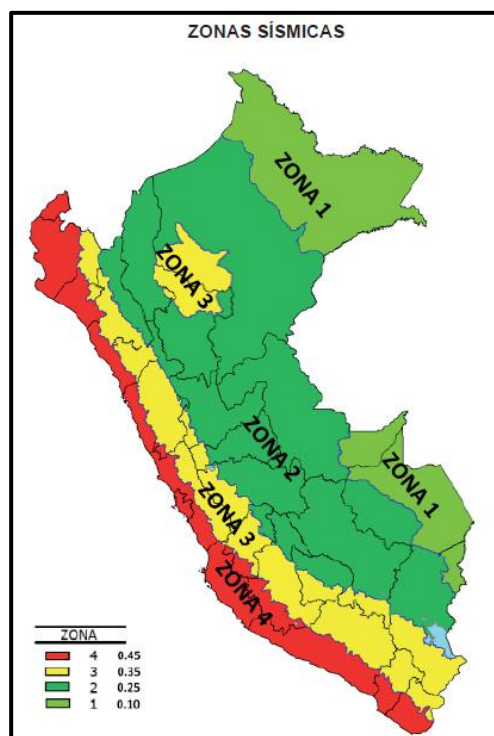 ZONAS SÍSMICAS
ZONA 1
ZONA 3
ZONA 2
ZONA 1
ZONA 3
ZONA 4
ZONA
4 0.45
3 0.35
2 0.25
1 0.10